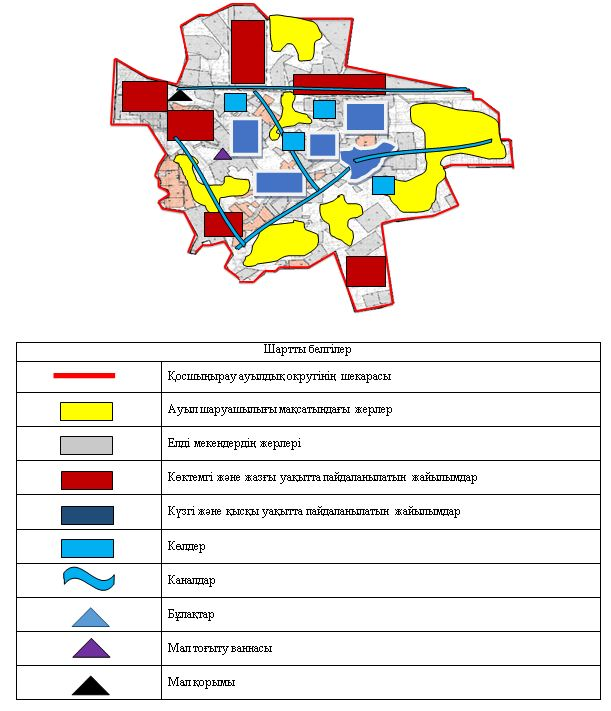 Шартты белгілер
Қосшыңырау ауылдық округінің шекарасы
Ауыл шаруашылығы мақсатындағы жерлер
Елді мекендердің жерлері
Көктемгі және жазғы уақытта пайдаланылатын жайылымдар
Күзгі және қысқы уақытта пайдаланылатын жайылымдар
Көлдер
Каналдар
Бұлақтар
Мал тоғыту ваннасы
Мал қорымы